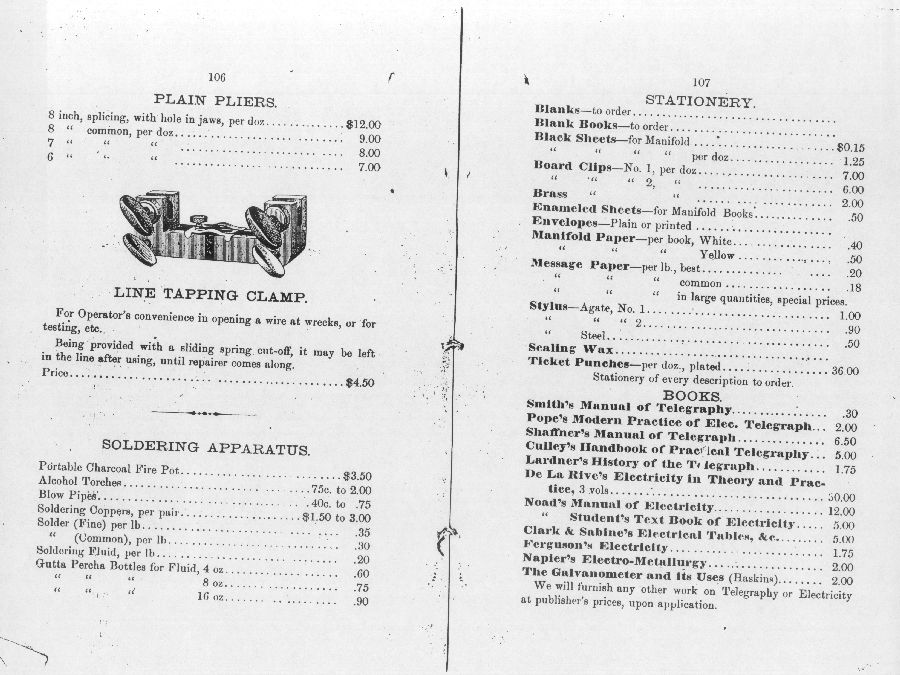 106
PLAIN PLIERS.
8 inch, splicing, with hole in jaws, per doz.............$12.00
8 “ common, per doz............................. 9.00
7 “ “ “ ............................ 8.00
6 “ “ “ ............................ 7.00
LINE TAPPING CLAMP.
For Operator's convenience in opening a wire at wrecks, or for
testing, etc.
Being provided with a sliding spring cut-off, it may be left
in the line after using, until repairer comes along.
Price..............................................$4.50
SOLDERING APPARATUS.
Portable Charcoal Fire Pot...........................$3.50
Alcohol Torches...............................75c. to 2.00
Blow Pipes....................................40c. to .75
Soldering Coppers, per pair....................$1.50 to 3.00
Solder (Fine) per lb................................ .35
“ (Common), per lb............................ .30
Soldering Fluid, per lb.............................. .20
Gutta Percha Bottles for Fluid, 4 oz.................. .60
“ “ “ 8 oz.................. .75
“ “ “ 16 oz.................. .90
107
STATIONERY.
Blanks—to order...................................
Blank Books—to order.............................
Black Sheets—for Manifold .......................$0.15
“ “ “ “ per doz................. 1.25
Board Clips—No. 1, per doz....................... 7.00
“ “ “ 2, “ ....................... 6.00
Brass “ “ ....................... 2.00
Enameled Sheets—for Manifold Books............. .50
Envelopes—Plain or printed ......................
Manifold Paper—per book, White................. .40
“ “ “ Yellow ................ .50
Message Paper—per lb., best...................... .20
“ “ “ common .................. .18
“ “ “ in large quantities, special prices.
Stylus—Agate, No. 1............................... 1.00
“ “ “ 2................................ .90
“ Steel..................................... .50
Sealing Wax......................................
Ticket Punches—per doz., plated................... 36 00
Stationery of every description to order.
BOOKS.
Smith's Manual of Telegraphy................. .30
Pope's Modern Practice of Elec. Telegraph... 2.00
Shaffner's Manual of Telegraph............... 6.50
Culley's Handbook of Practical Telegraphy... 5.00
Lardner's History of the Telegraph............ 1.75
De La Rive's Electricity in Theory and Prac-
tice, 3 vols..................................50.00
Noad's Manual of Electricity...................12.00
“ Student's Text Book of Electricity..... 5.00
Clark & Sabine's Electrical Tables, &c......... 5.00
Ferguson's Electricity........................... 1.75
Napier's Electro-Metallurgy..................... 2.00
The Galvanometer and its Uses (Haskins)........ 2.00
We will furnish any other work on Telegraphy or Electricity
at publisher's prices, upon application.